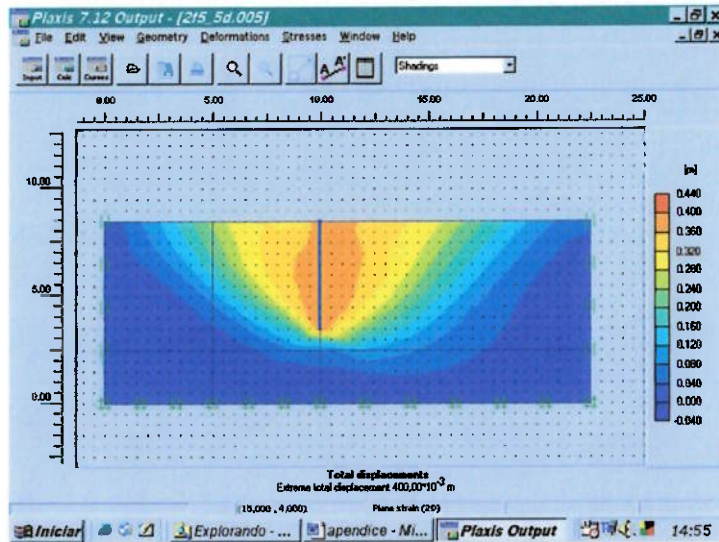 Plaxis 7.12 Output - [2f5_5d.005]
File Edit View Geometry Deformations Stresses Window Help
Input Calc Curves Shadings
0.00 5.00 10.00 15.00 20.00 25.00
10.00
5.00
0.00
[m]
0.440
0.400
0.360
0.320
0.280
0.240
0.200
0.160
0.120
0.080
0.040
0.000
-0.040
Total displacements
Extreme total displacement 400,00*10-3 m
(15,000 , 4,000) Plane strain (2D)
Iniciar Explorando - ... apendice - Mi... Plaxis Output 14:55